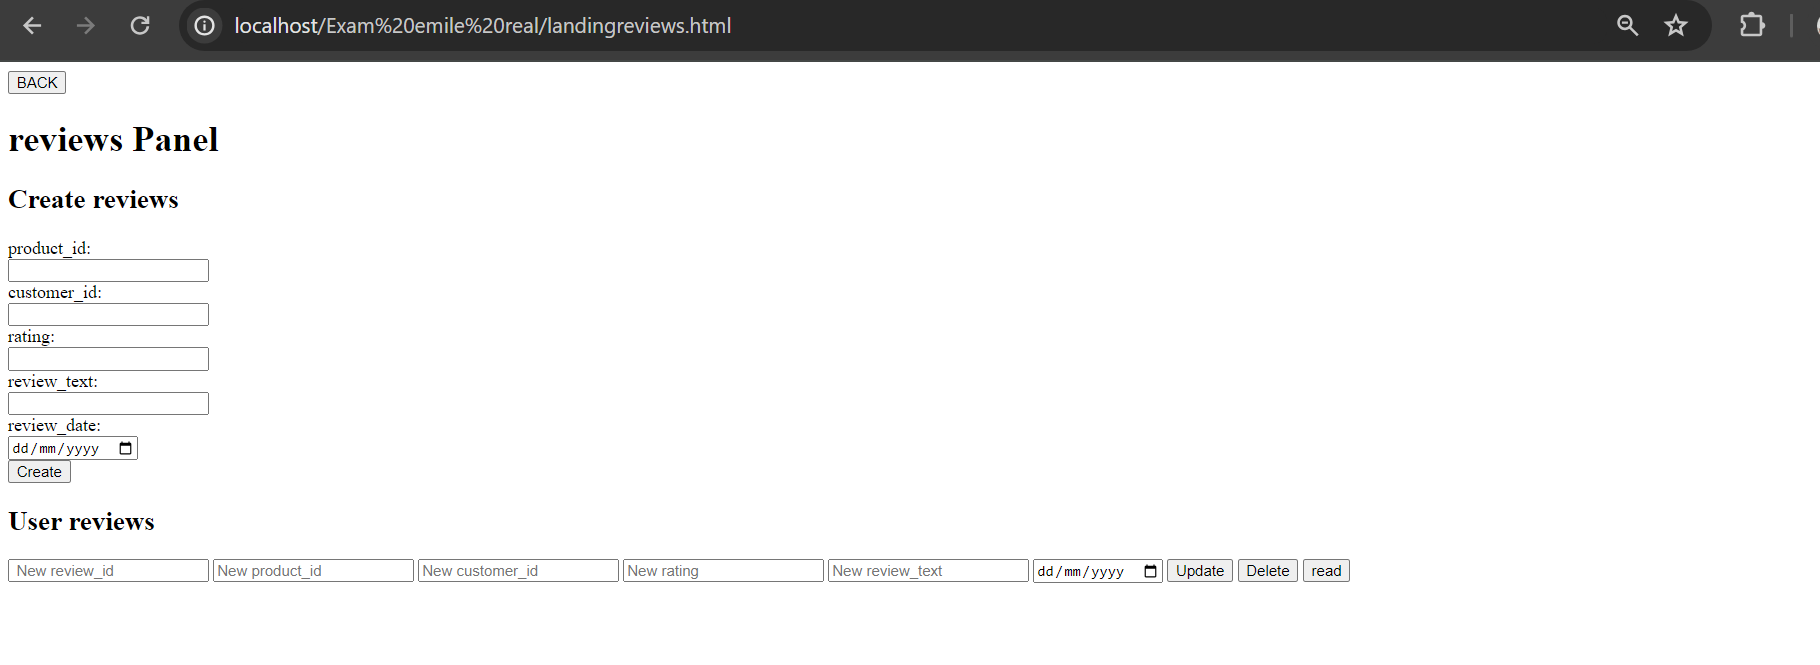 localhost/Exam%20emile%20real/landingreviews.html
BACK
reviews Panel
Create reviews
product_id:
customer_id:
rating:
review_text:
review_date:
dd/mm/yyyy
Create
User reviews
New review_id New product_id New customer_id New rating New review_text dd/mm/yyyy Update Delete read